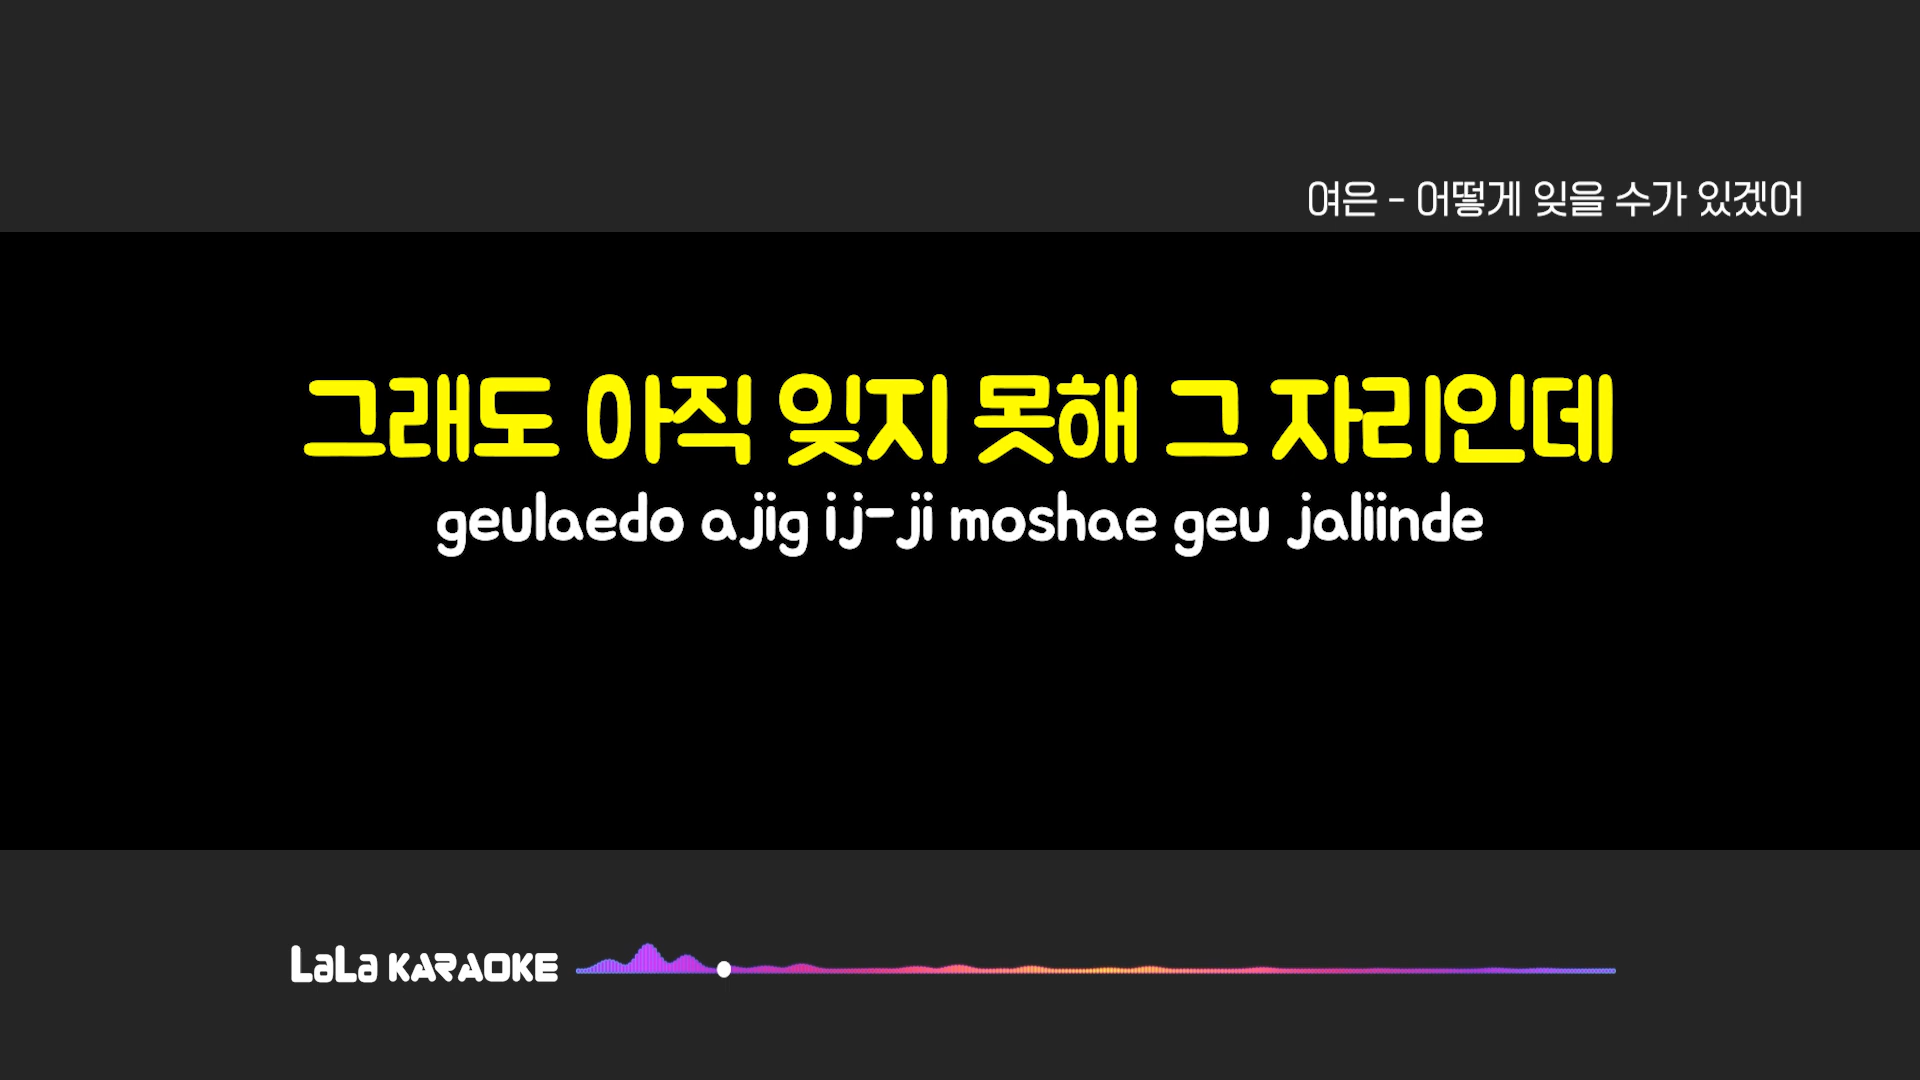 여은 - 어떻게 잊을 수가 있겠어
그래도 아직 잊지 못해 그 자리인데
geulaedo ajig ij-ji moshae geu jaliinde
LaLa KARAOKE